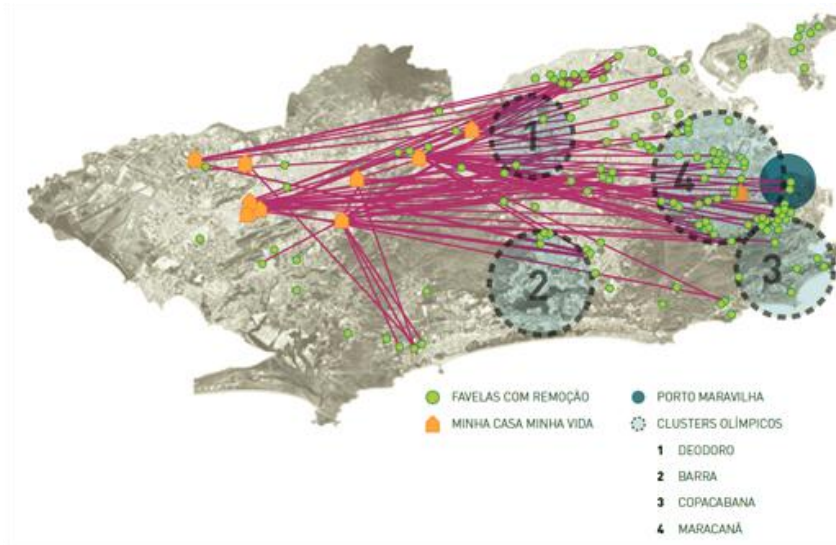 1
4
2
3
FAVELAS COM REMOÇÃO
PORTO MARAVILHA
MINHA CASA MINHA VIDA
CLUSTERS OLÍMPICOS
1 DEODORO
2 BARRA
3 COPACABANA
4 MARACANÃ